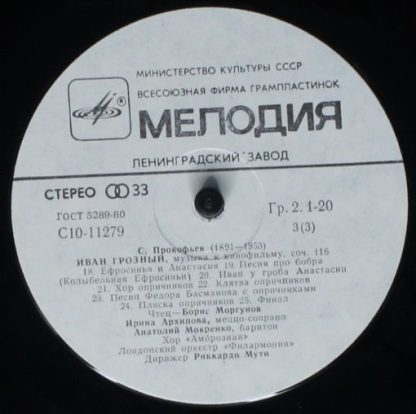 МИНИСТЕРСТВО КУЛЬТУРЫ СССР
ВСЕСОЮЗНАЯ ФИРМА ГРАМПЛАСТИНОК
®
МЕЛОДИЯ
ЛЕНИНГРАДСКИЙ ЗАВОД
СТЕРЕО 33
ГОСТ 5289-80
С10-11279
Гр. 2. 1-20
3(3)
С. Прокофьев (1891—1953)
ИВАН ГРОЗНЫЙ, музыка к кинофильму, соч. 116
18. Ефросинья и Анастасия 19. Песня про бобра
(Колыбельная Ефросиньи) 20. Иван у гроба Анастасии
21. Хор опричников 22. Клятва опричников
23. Песня Федора Басманова с опричниками
24. Пляска опричников 25. Финал
Чтец—Борис Моргунов
Ирина Архипова, меццо-сопрано
Анатолий Мокренко, баритон
Хор «Амброзиан»
Лондонский оркестр «Филармония»
Дирижер Риккардо Мути